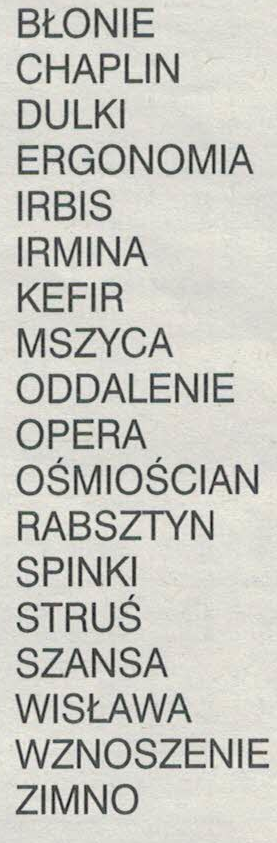 BŁONIE
CHAPLIN
DULKI
ERGONOMIA
IRBIS
IRMINA
KEFIR
MSZYCA
ODDALENIE
OPERA
OŚMIOŚCIAN
RABSZTYN
SPINKI
STRUŚ
SZANSA
WISŁAWA
WZNOSZENIE
ZIMNO